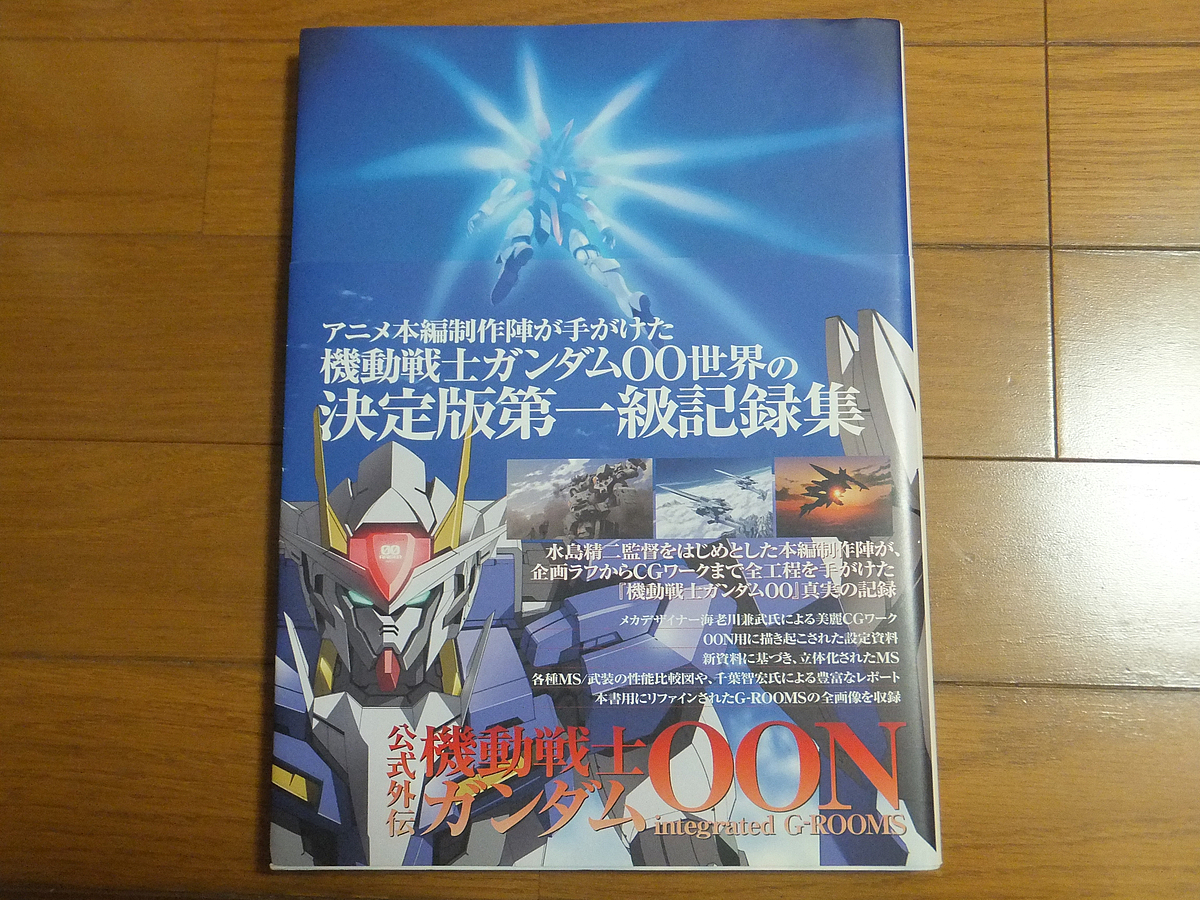 アニメ本編制作陣が手がけた
機動戦士ガンダムOO世界の
決定版第一級記録集
水島精二監督をはじめとした本編制作陣が、
企画ラフからCGワークまで全工程を手がけた
『機動戦士ガンダムOO』真実の記録
メカデザイナー海老川兼武氏による美麗CGワーク
OON用に描き起こされた設定資料
新資料に基づき、立体化されたMS
各種MS/武装の性能比較図や、千葉智宏氏による豊富なレポート
本書用にリファインされたG-ROOMSの全画像を収録
公式外伝
機動戦士
ガンダムOON
integrated G-ROOMS
00